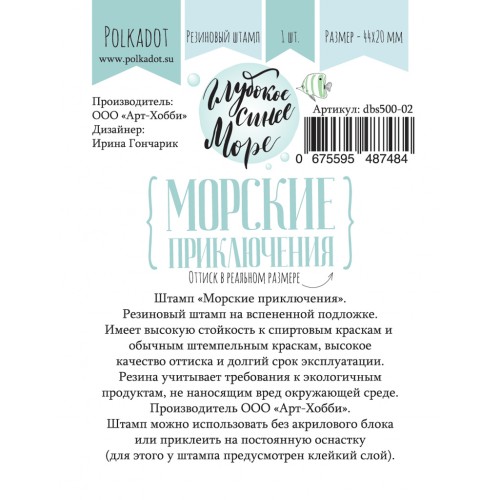 Polkadot
www.polkadot.su
Резиновый штамп
1 шт.
Размер - 44х20 мм
Производитель:
ООО «Арт-Хобби»
Дизайнер:
Ирина Гончарик
Глубокое
Синее
Море
Артикул: dbs500-02
0 675595 487484
{МОРСКИЕ
ПРИКЛЮЧЕНИЯ}
Оттиск в реальном размере
Штамп «Морские приключения».
Резиновый штамп на вспененной подложке.
Имеет высокую стойкость к спиртовым краскам и
обычным штемпельным краскам, высокое
качество оттиска и долгий срок эксплуатации.
Резина учитывает требования к экологичным
продуктам, не наносящим вред окружающей среде.
Производитель ООО «Арт-Хобби».
Штамп можно использовать без акрилового блока
или приклеить на постоянную оснастку
(для этого у штампа предусмотрен клейкий слой).